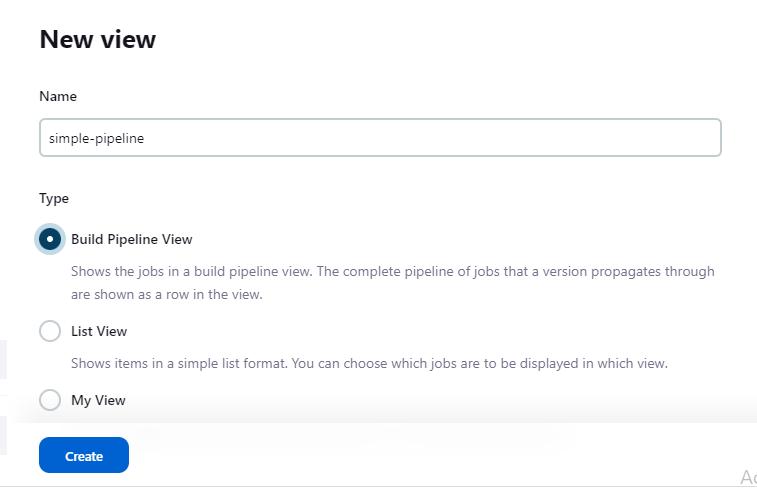 New view
Name
simple-pipeline
Type
Build Pipeline View
Shows the jobs in a build pipeline view. The complete pipeline of jobs that a version propagates through
are shown as a row in the view.
List View
Shows items in a simple list format. You can choose which jobs are to be displayed in which view.
My View
Create